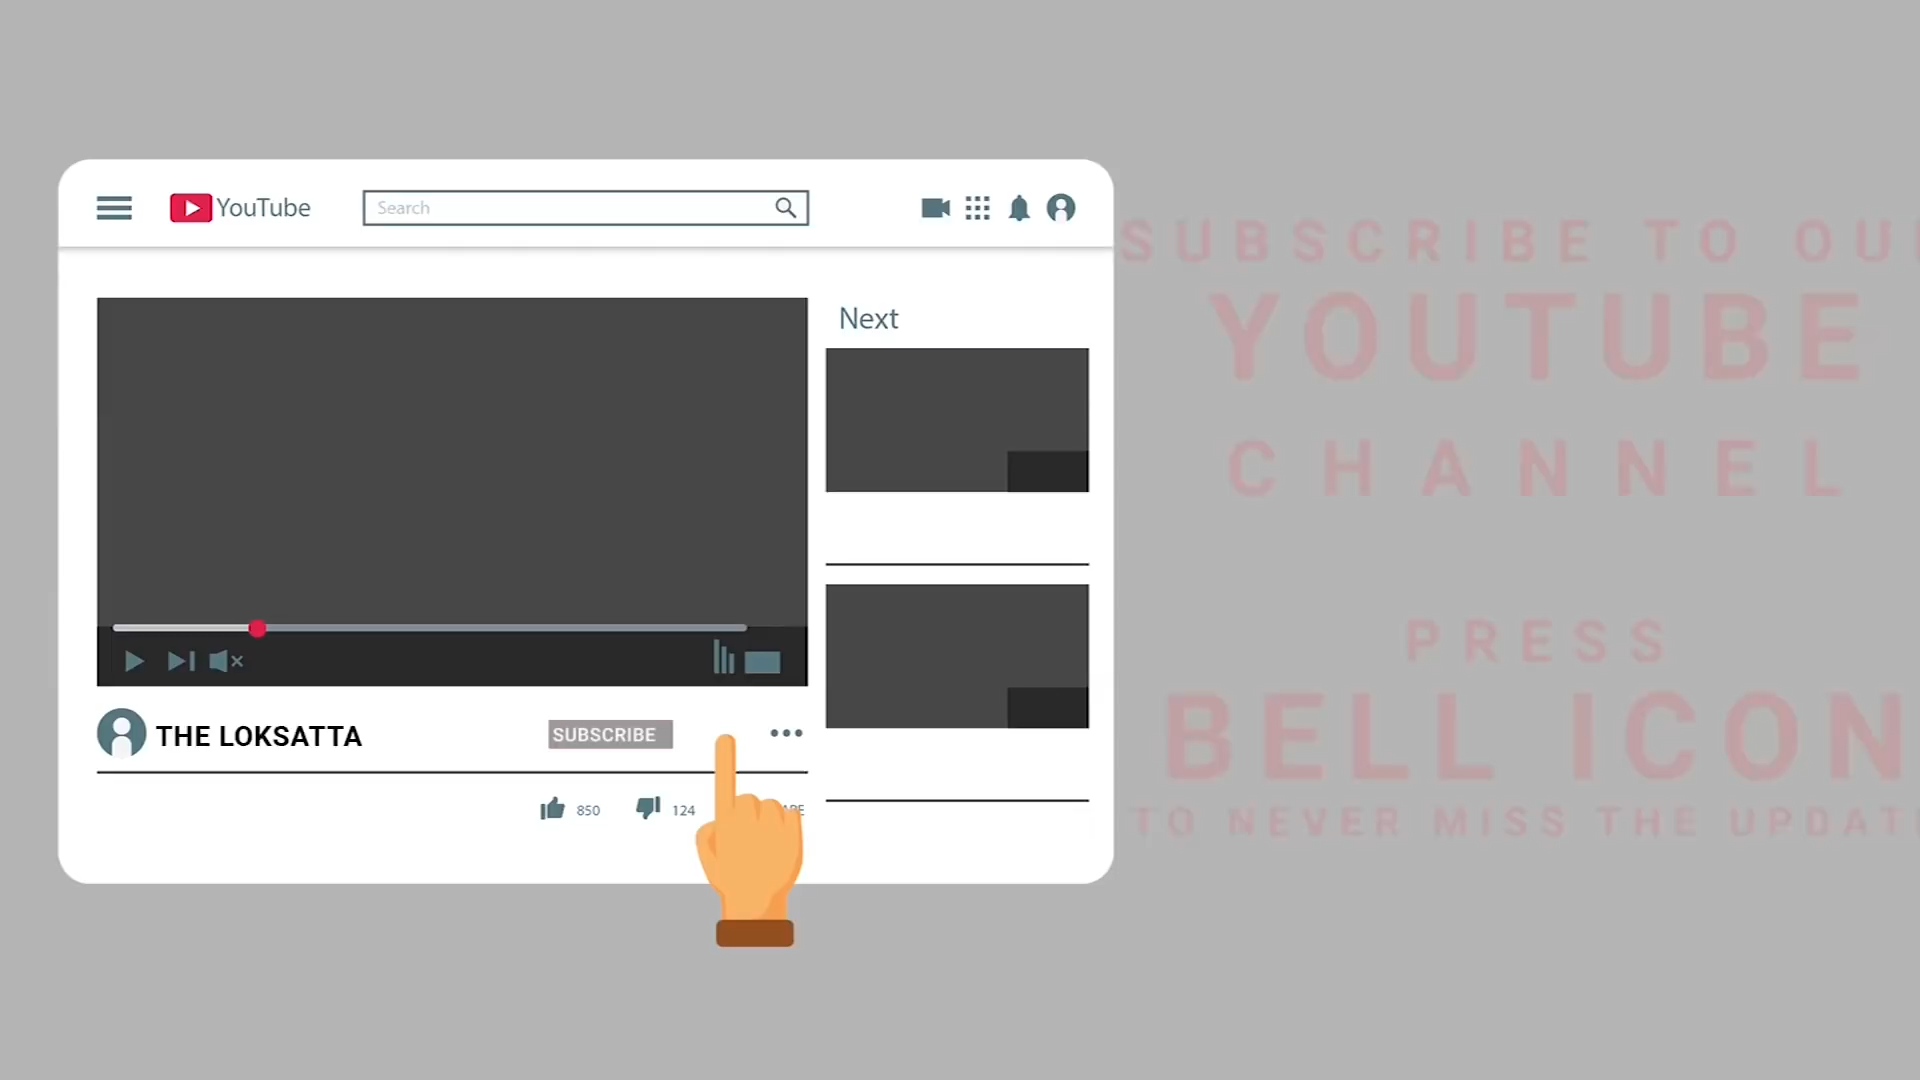 YouTube
Search
Next
THE LOKSATTA
SUBSCRIBE
850
124
SUBSCRIBE TO OU
YOUTUBE
CHANNEL
PRESS
BELL ICON
TO NEVER MISS THE UPDAT